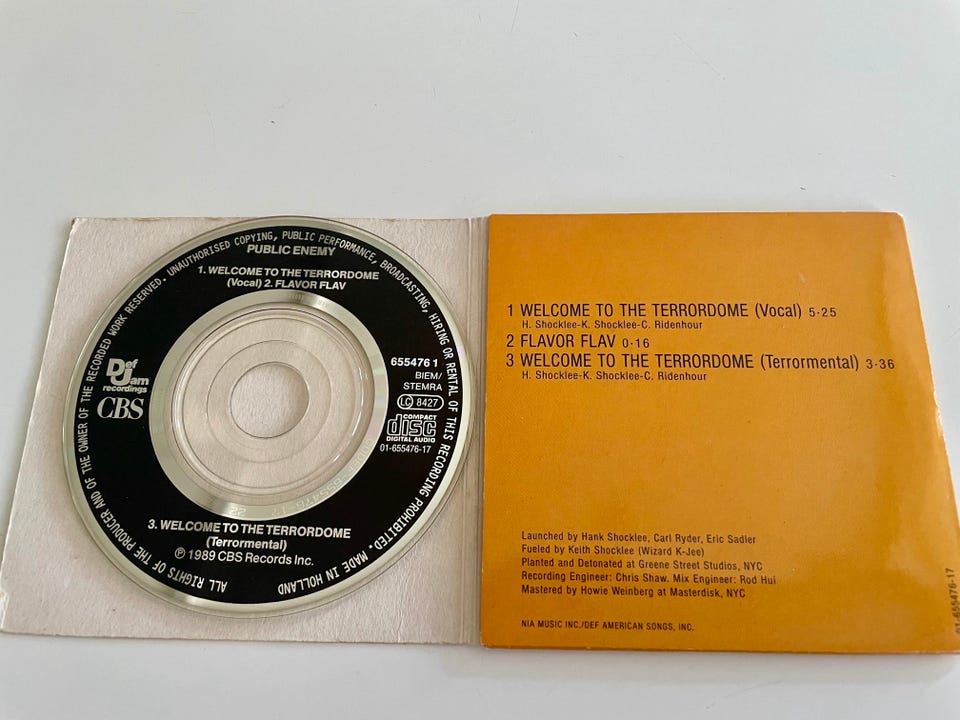 ALL RIGHTS OF THE PRODUCER AND OF THE OWNER OF THE RECORDED WORK RESERVED. UNAUTHORISED COPYING, PUBLIC PERFORMANCE, BROADCASTING, HIRING OR RENTAL OF THIS RECORDING PROHIBITED. MADE IN HOLLAND
PUBLIC ENEMY
1. WELCOME TO THE TERRORDOME
(Vocal) 2. FLAVOR FLAV
Def
Jam
recordings
CBS
655476 1
BIEM/
STEMRA
LC 8427
COMPACT
disc
DIGITAL AUDIO
01-655476-17
3. WELCOME TO THE TERRORDOME
(Terrormental)
℗ 1989 CBS Records Inc.
1 WELCOME TO THE TERRORDOME (Vocal) 5-25
H. Shocklee-K. Shocklee-C. Ridenhour
2 FLAVOR FLAV 0-16
3 WELCOME TO THE TERRORDOME (Terrormental) 3-36
H. Shocklee-K. Shocklee-C. Ridenhour
Launched by Hank Shocklee, Carl Ryder, Eric Sadler
Fueled by Keith Shocklee (Wizard K-Jee)
Planted and Detonated at Greene Street Studios, NYC
Recording Engineer: Chris Shaw. Mix Engineer: Rod Hui
Mastered by Howie Weinberg at Masterdisk, NYC
NIA MUSIC INC./DEF AMERICAN SONGS, INC.
01-655476-17